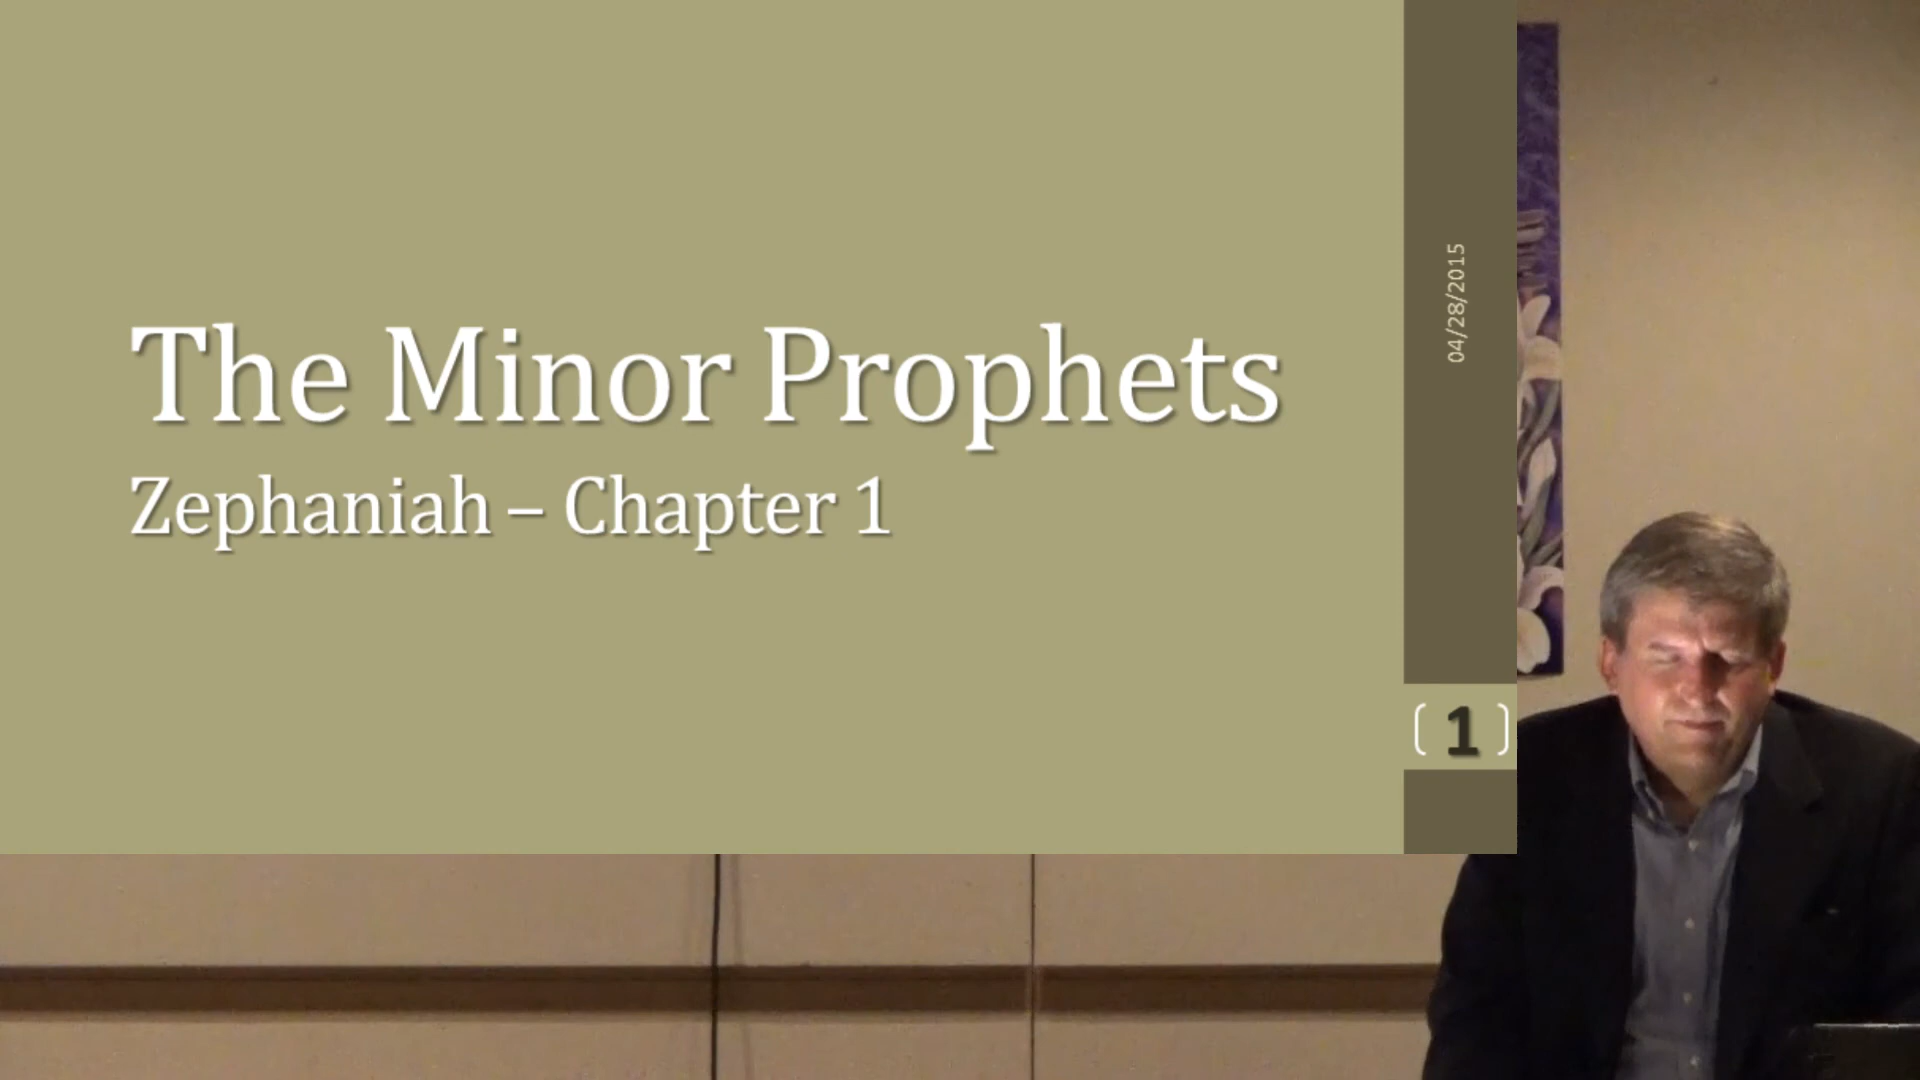 The Minor Prophets
Zephaniah – Chapter 1
04/28/2015
1